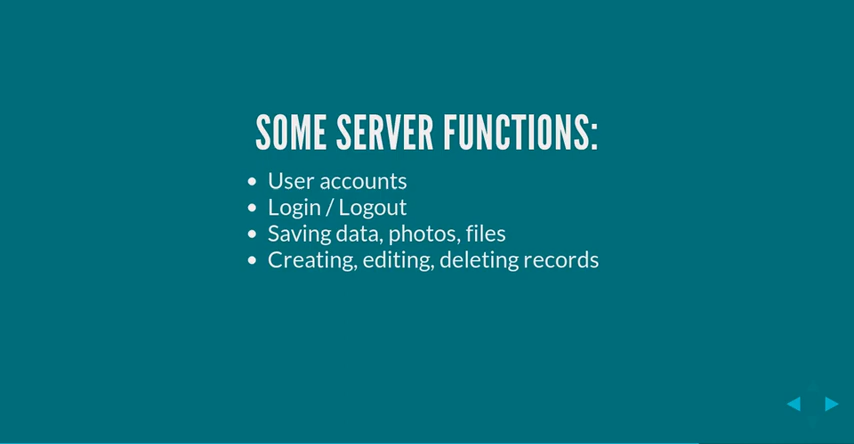 SOME SERVER FUNCTIONS:
• User accounts
• Login / Logout
• Saving data, photos, files
• Creating, editing, deleting records